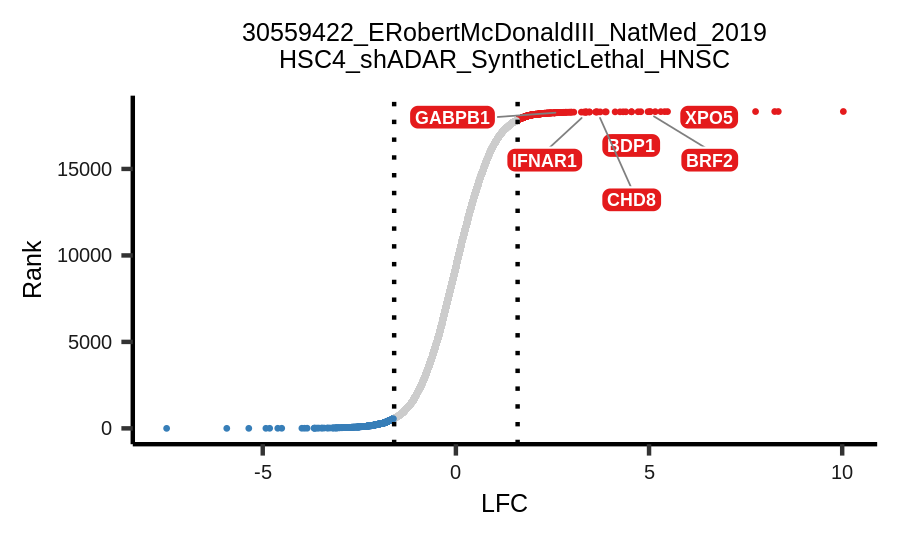 30559422_ERobertMcDonaldIII_NatMed_2019
HSC4_shADAR_SyntheticLethal_HNSC
GABPB1
XPO5
BDP1
IFNAR1
BRF2
CHD8
15000
10000
5000
0
Rank
-5
0
5
10
LFC